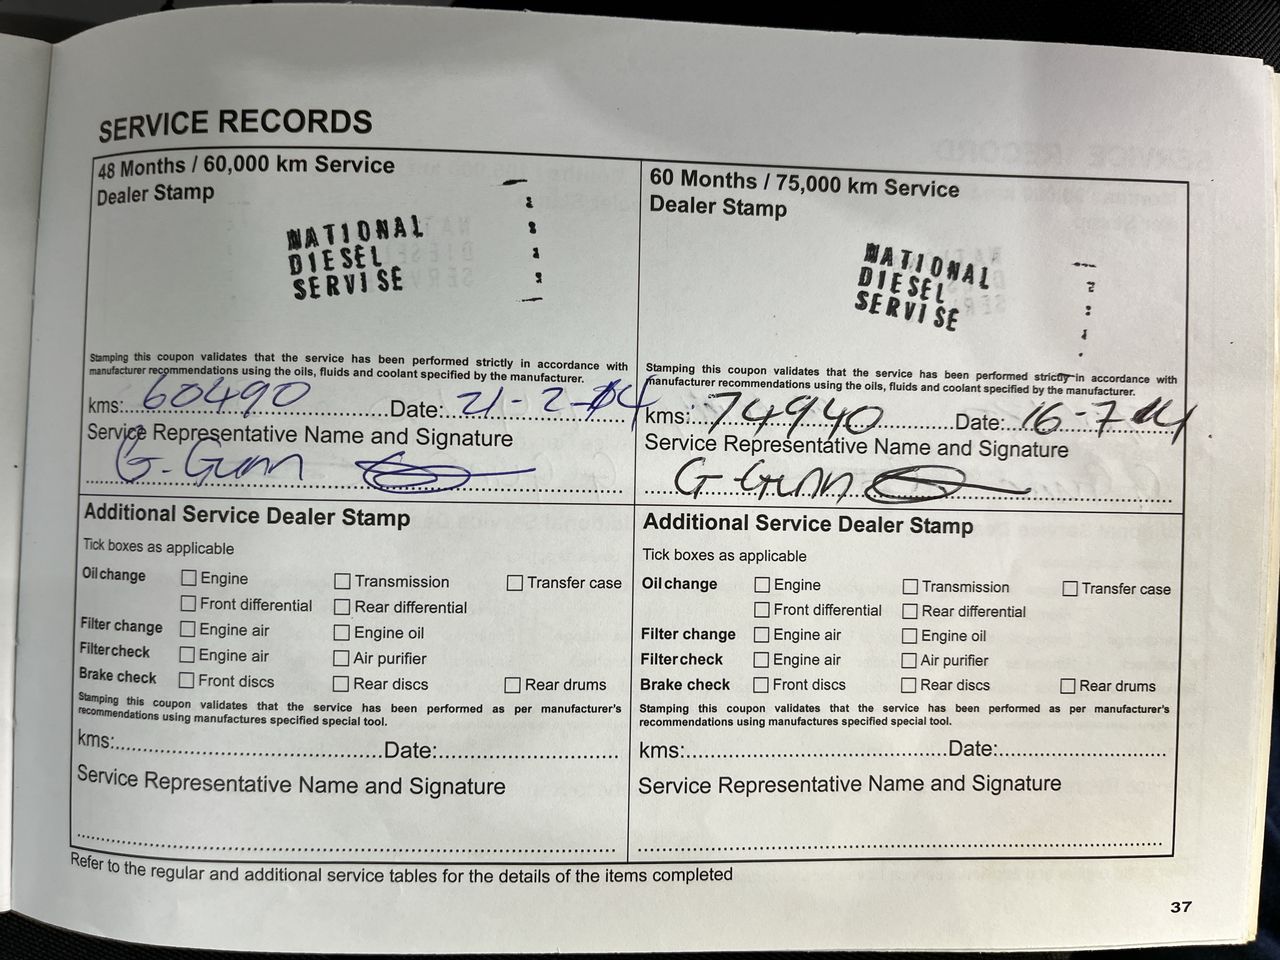 SERVICE RECORDS
48 Months / 60,000 km Service
Dealer Stamp
NATIONAL
DIESEL
SERVISE
Stamping this coupon validates that the service has been performed strictly in accordance with
manufacturer recommendations using the oils, fluids and coolant specified by the manufacturer.
kms: 60490 Date: 21-2-
Service Representative Name and Signature
G. Gunn
Additional Service Dealer Stamp
Tick boxes as applicable
Oil change Engine Transmission Transfer case
Front differential Rear differential
Filter change Engine air Engine oil
Filter check Engine air Air purifier
Brake check Front discs Rear discs Rear drums
Stamping this coupon validates that the service has been performed as per manufacturer's
recommendations using manufactures specified special tool.
kms: Date:
Service Representative Name and Signature
60 Months / 75,000 km Service
Dealer Stamp
NATIONAL
DIESEL
SERVISE
Stamping this coupon validates that the service has been performed strictly in accordance with
manufacturer recommendations using the oils, fluids and coolant specified by the manufacturer.
kms: 74940 Date: 16-7-
Service Representative Name and Signature
G-Gunn
Additional Service Dealer Stamp
Tick boxes as applicable
Oil change Engine Transmission Transfer case
Front differential Rear differential
Filter change Engine air Engine oil
Filter check Engine air Air purifier
Brake check Front discs Rear discs Rear drums
Stamping this coupon validates that the service has been performed as per manufacturer's
recommendations using manufactures specified special tool.
kms: Date:
Service Representative Name and Signature
Refer to the regular and additional service tables for the details of the items completed
37